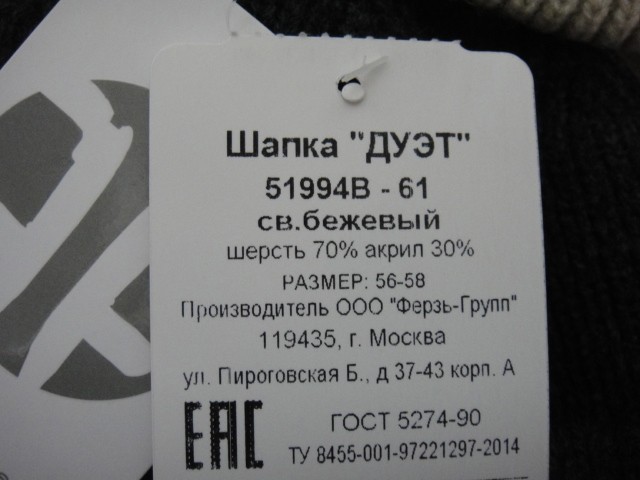 Шапка "ДУЭТ"
51994В - 61
св.бежевый
шерсть 70% акрил 30%
РАЗМЕР: 56-58
Производитель ООО "Ферзь-Групп"
119435, г. Москва
ул. Пироговская Б., д 37-43 корп. А
ЕАС
ГОСТ 5274-90
ТУ 8455-001-97221297-2014